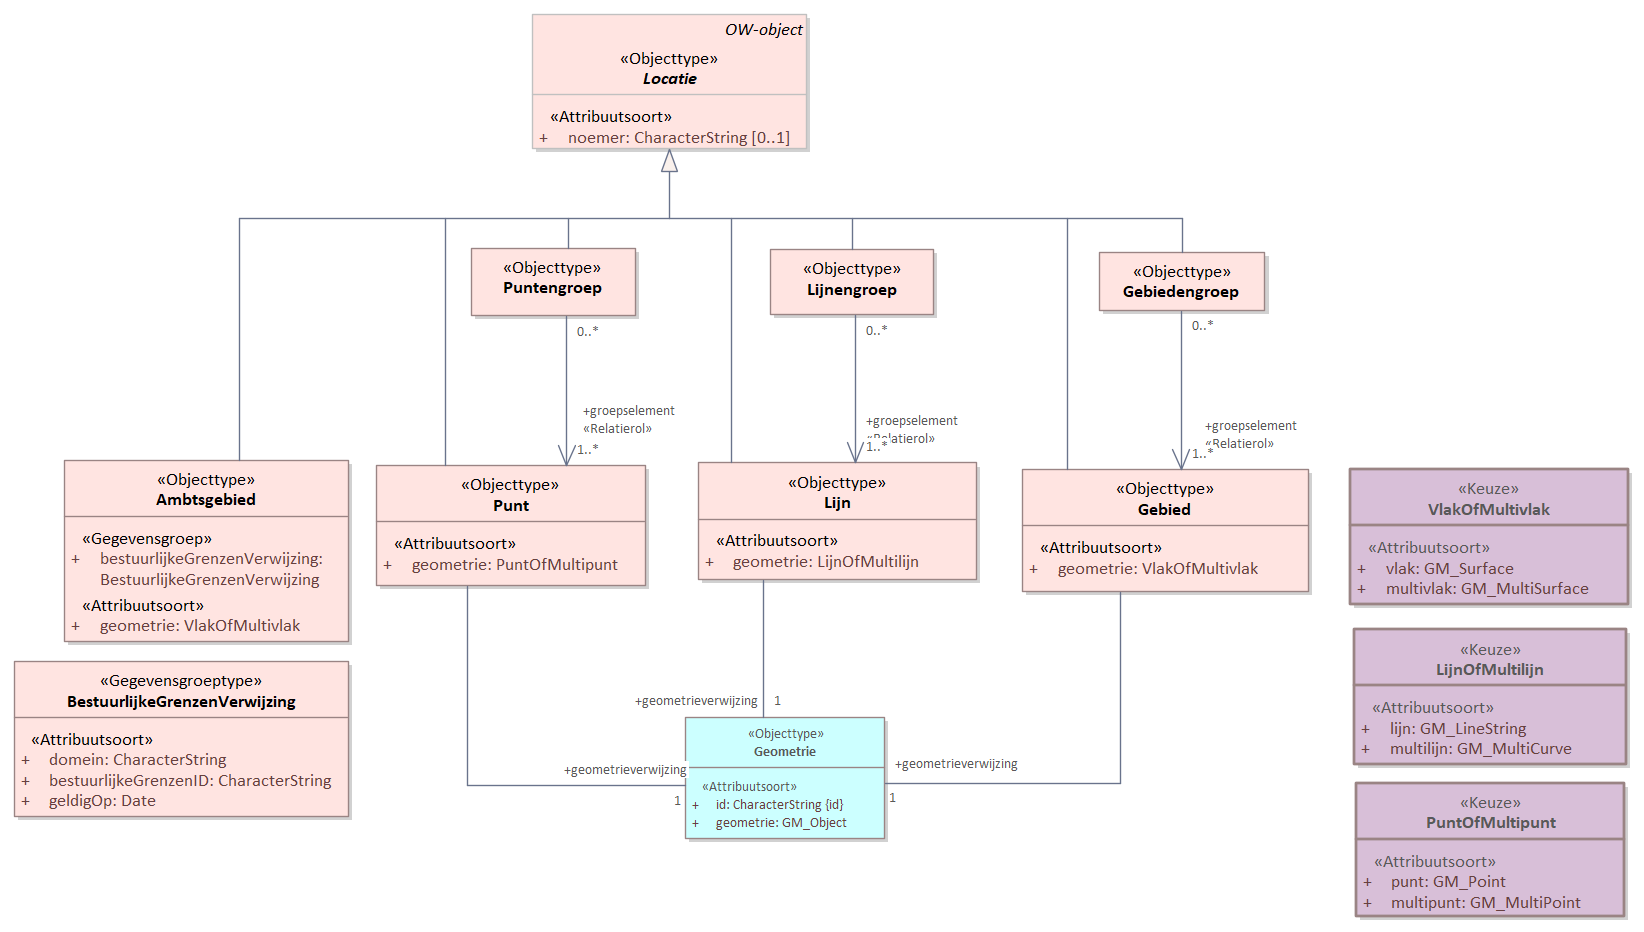 OW-object
«Objecttype»
Locatie
«Attribuutsoort»
+ noemer: CharacterString [0..1]
«Objecttype»
Puntengroep
«Objecttype»
Lijnengroep
«Objecttype»
Gebiedengroep
0..*
0..*
0..*
+groepselement
«Relatierol»
1..*
+groepselement
«Relatierol»
1..*
+groepselement
«Relatierol»
1..*
«Objecttype»
Ambtsgebied
«Gegevensgroep»
+ bestuurlijkeGrenzenVerwijzing:
BestuurlijkeGrenzenVerwijzing
«Attribuutsoort»
+ geometrie: VlakOfMultivlak
«Objecttype»
Punt
«Attribuutsoort»
+ geometrie: PuntOfMultipunt
«Objecttype»
Lijn
«Attribuutsoort»
+ geometrie: LijnOfMultilijn
«Objecttype»
Gebied
«Attribuutsoort»
+ geometrie: VlakOfMultivlak
«Keuze»
VlakOfMultivlak
«Attribuutsoort»
+ vlak: GM_Surface
+ multivlak: GM_MultiSurface
«Gegevensgroeptype»
BestuurlijkeGrenzenVerwijzing
«Attribuutsoort»
+ domein: CharacterString
+ bestuurlijkeGrenzenID: CharacterString
+ geldigOp: Date
+geometrieverwijzing
1
+geometrieverwijzing
1
+geometrieverwijzing
1
«Objecttype»
Geometrie
«Attribuutsoort»
+ id: CharacterString {id}
+ geometrie: GM_Object
«Keuze»
LijnOfMultilijn
«Attribuutsoort»
+ lijn: GM_LineString
+ multilijn: GM_MultiCurve
«Keuze»
PuntOfMultipunt
«Attribuutsoort»
+ punt: GM_Point
+ multipunt: GM_MultiPoint